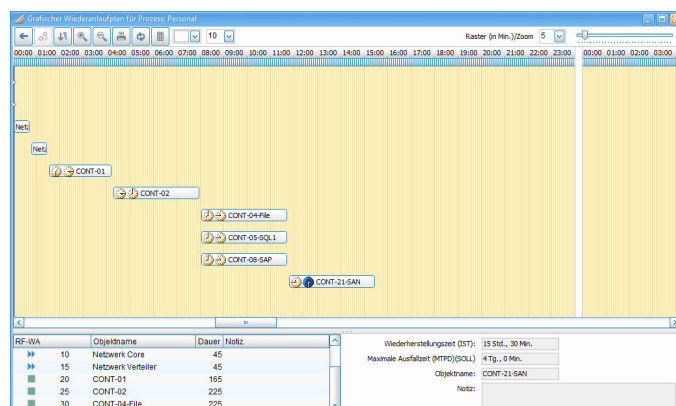 Grafischer Wiederanlaufplan für Prozess: Personal
10
Raster (in Min.)/Zoom 5
00:00 01:00 02:00 03:00 04:00 05:00 06:00 07:00 08:00 09:00 10:00 11:00 12:00 13:00 14:00 15:00 16:00 17:00 18:00 19:00 20:00 21:00 22:00 23:00 00:00 01:00 02:00 03:00
Netz
Netz
CONT-01
CONT-02
CONT-04-File
CONT-05-SQL1
CONT-08-SAP
CONT-21-SAN
RF-WA Objektname Dauer Notiz
10 Netzwerk Core 45
15 Netzwerk Verteiler 45
20 CONT-01 165
25 CONT-02 225
30 CONT-04-File 225
Wiederherstellungszeit (IST): 15 Std., 30 Min.
Maximale Ausfallzeit (MTPD)(SOLL) 4 Tg., 0 Min.
Objektname: CONT-21-SAN
Notiz: